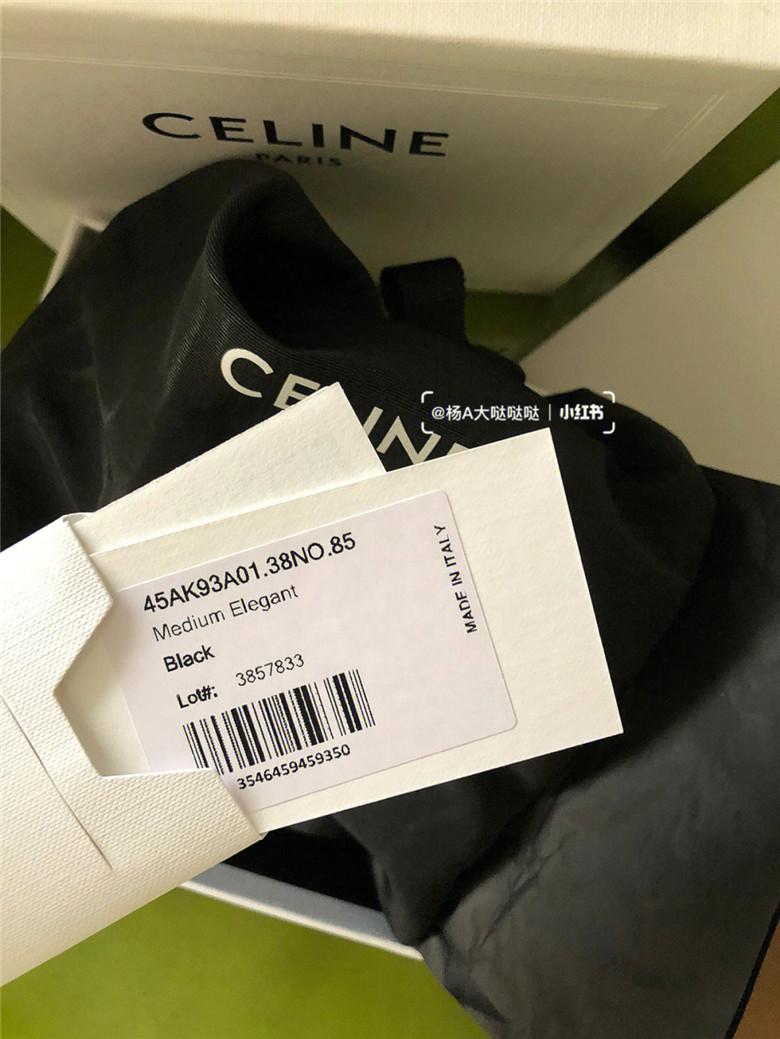 CELINE
PARIS
CELINE
@杨A大哒哒哒 | 小红书
45AK93A01.38NO.85
Medium Elegant
Black
Lot#: 3857833
3546459459350
MADE IN ITALY